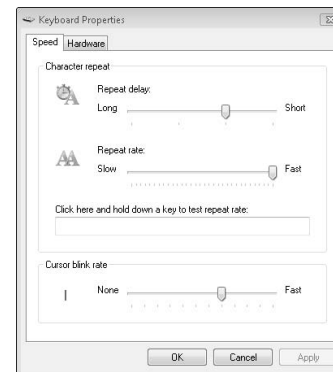 Keyboard Properties
Speed Hardware
Character repeat
Repeat delay:
Long Short
Repeat rate:
Slow Fast
Click here and hold down a key to test repeat rate:
Cursor blink rate
None Fast
OK Cancel Apply